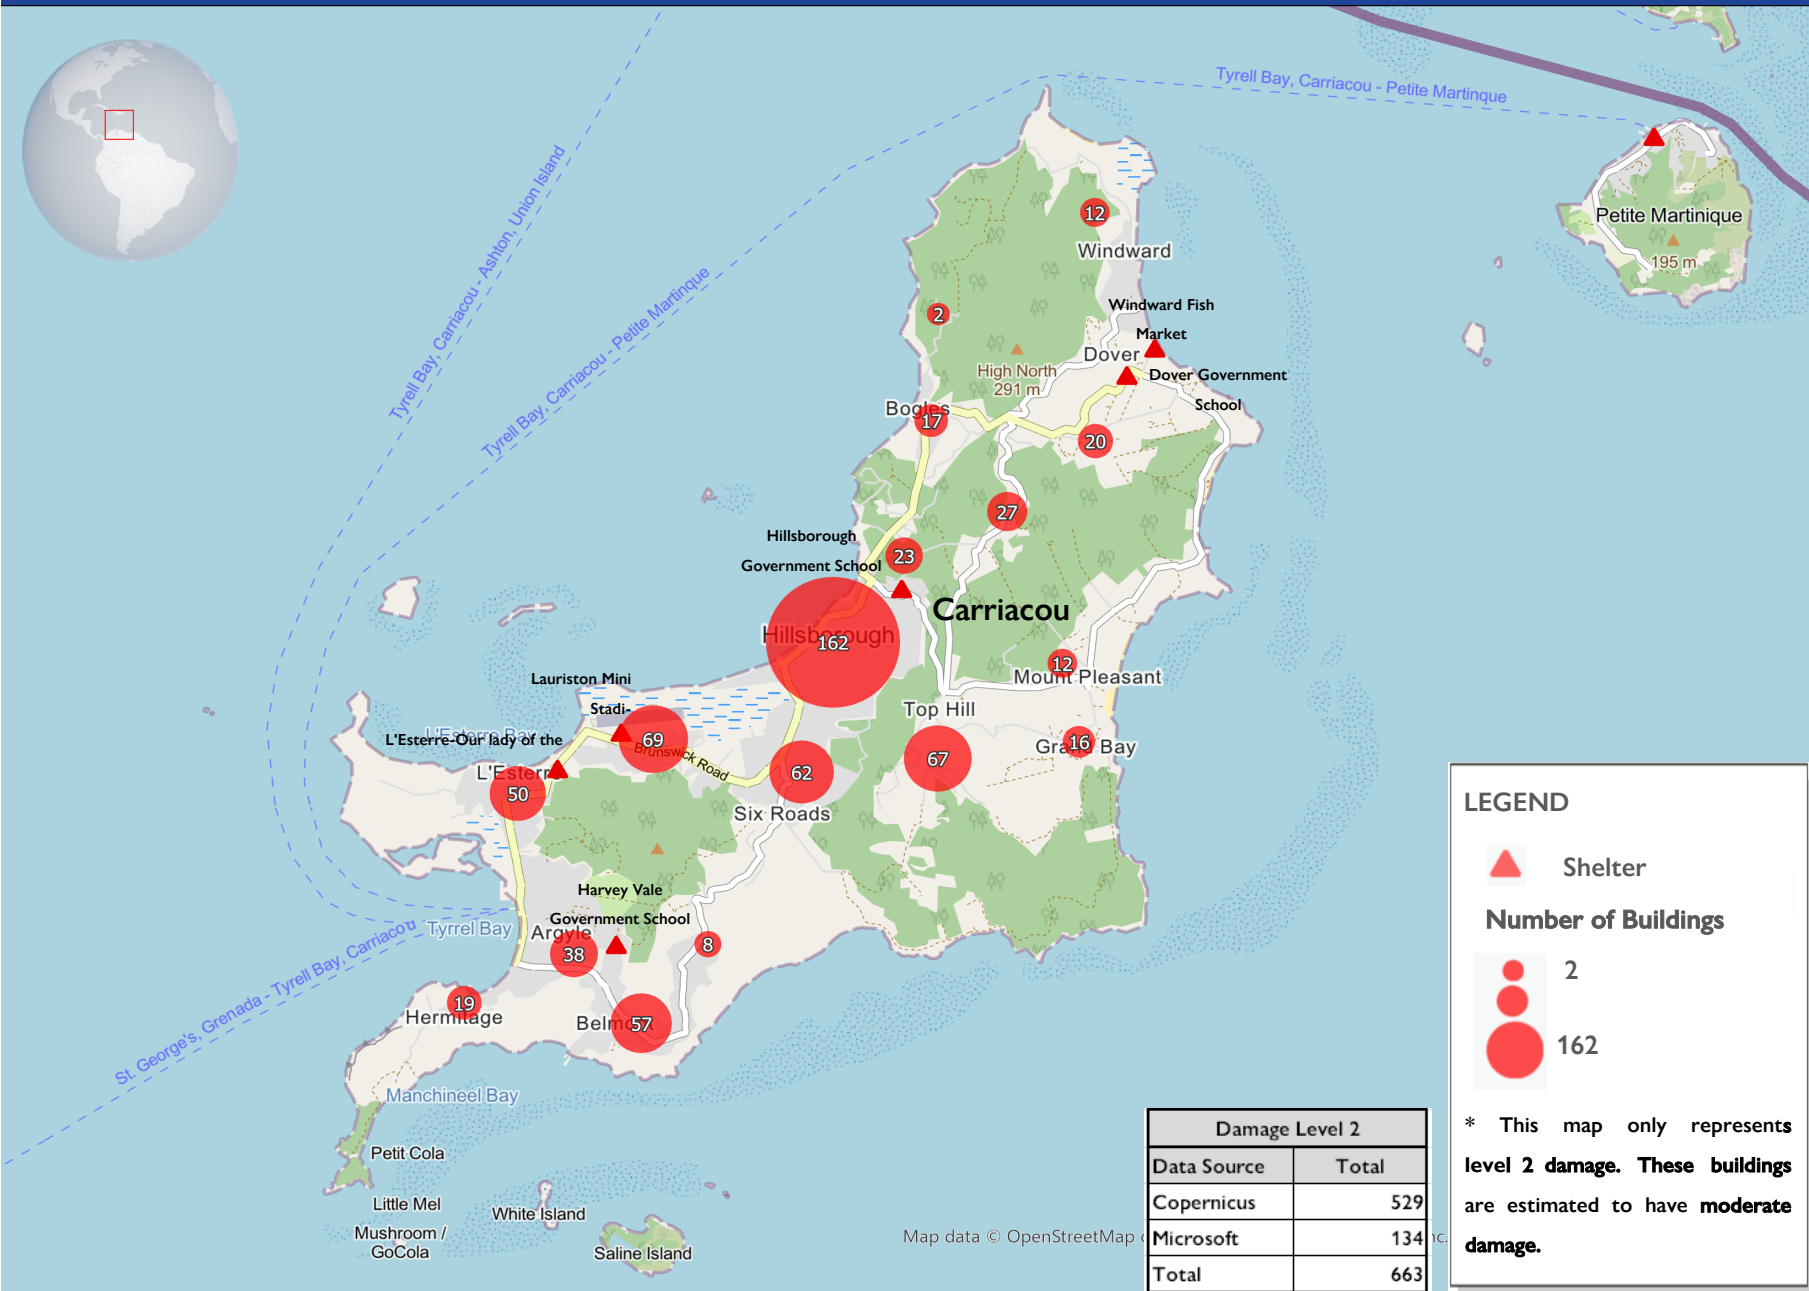 Tyrell Bay, Carriacou - Petite Martinque
Tyrell Bay, Carriacou - Ashton, Union Island
Tyrell Bay, Carriacou - Petite Martinque
Petite Martinique
195 m
12
Windward
2
Windward Fish
Market
Dover
High North
291 m
Dover Government
School
Bogles
17
20
27
Hillsborough
Government School
23
Carriacou
Hillsborough
162
12
Mount Pleasant
Lauriston Mini
Stadi-
Top Hill
L'Esterre Bay
L'Esterre-Our lady of the
69
Brunswick Road
16
Grand Bay
L'Esterre
50
62
67
Six Roads
Harvey Vale
Government School
Tyrrel Bay
Argyle
38
8
St. George's, Grenada - Tyrell Bay, Carriacou
19
Hermitage
Belmont
57
Manchineel Bay
Petit Cola
Little Mel
White Island
Mushroom /
GoCola
Saline Island
Map data © OpenStreetMap c
nc.
Damage Level 2
Data Source Total
Copernicus 529
Microsoft 134
Total 663
LEGEND
Shelter
Number of Buildings
2
162
* This map only represents
level 2 damage. These buildings
are estimated to have moderate
damage.